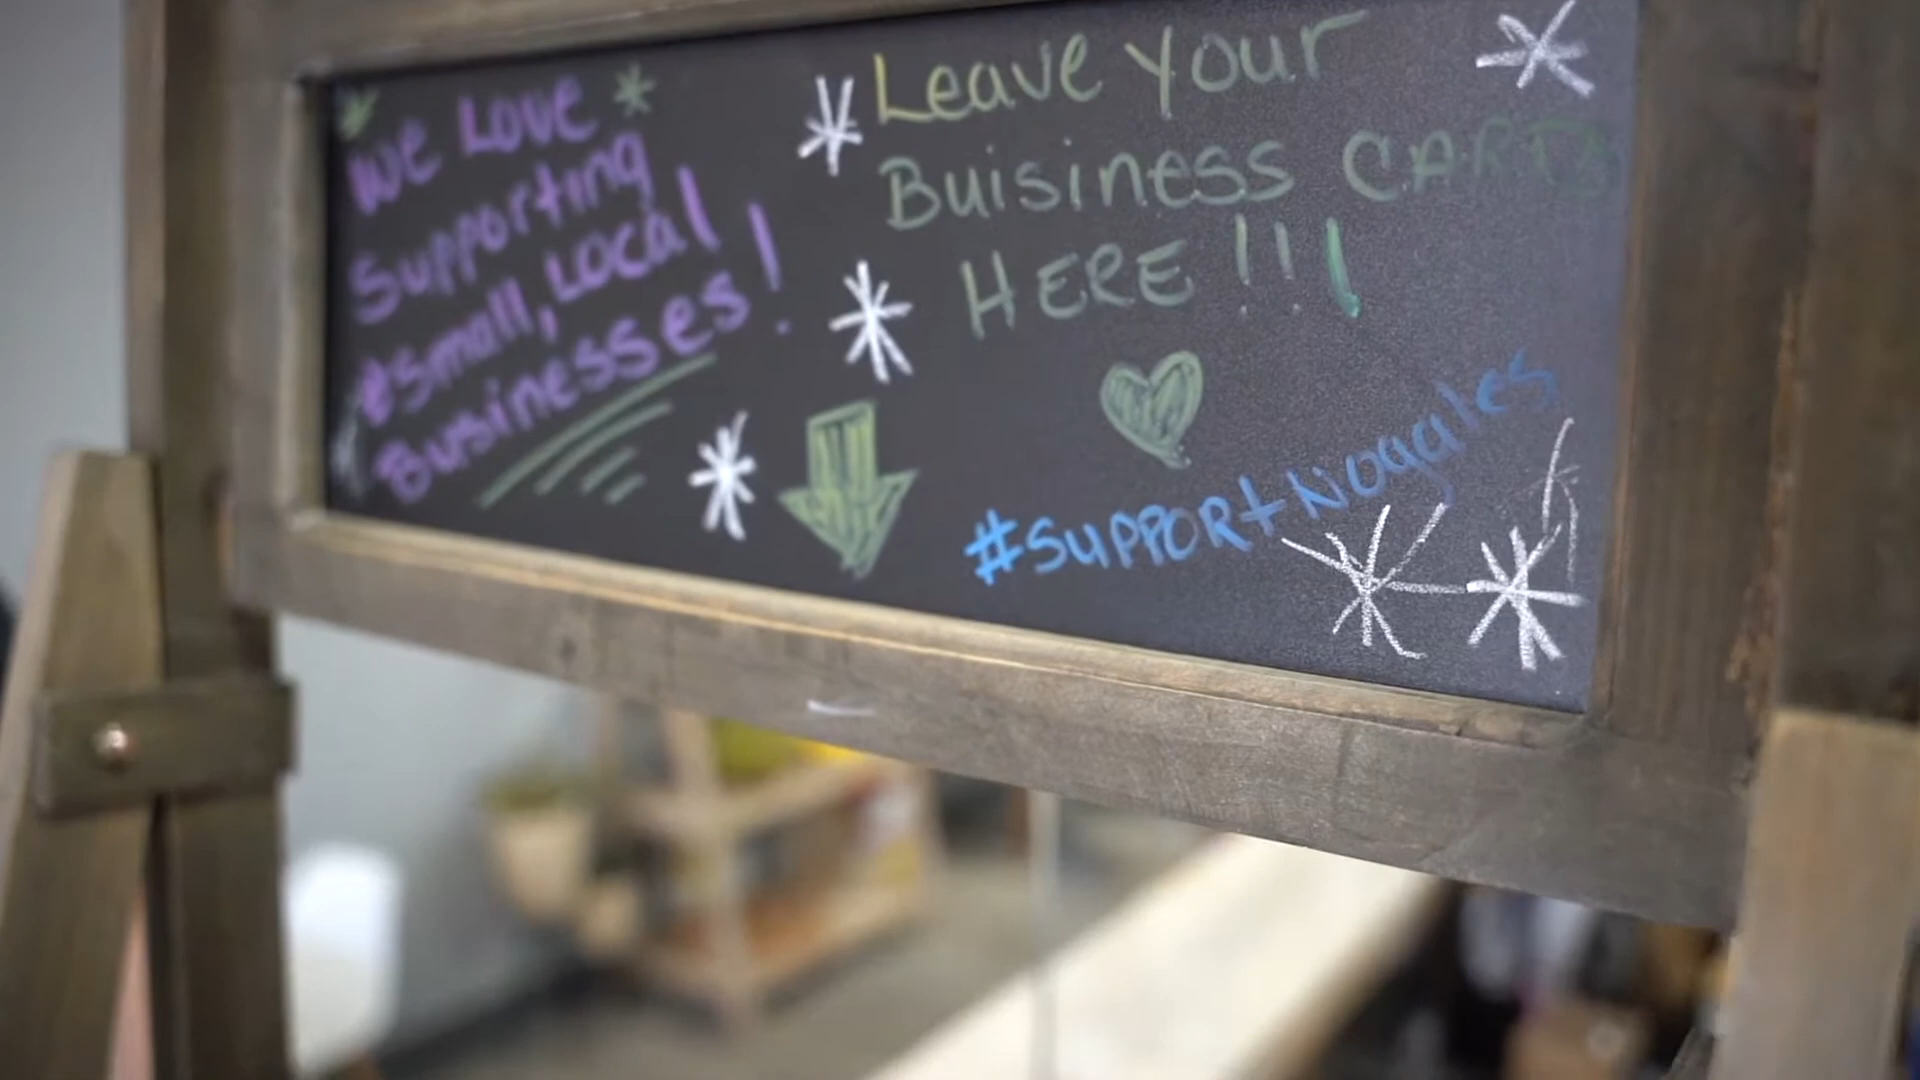 We Love
Supporting
#small, Local
Businesses!
Leave Your
Buisiness CARDS
HERE!!!
#SUPPORTNogales